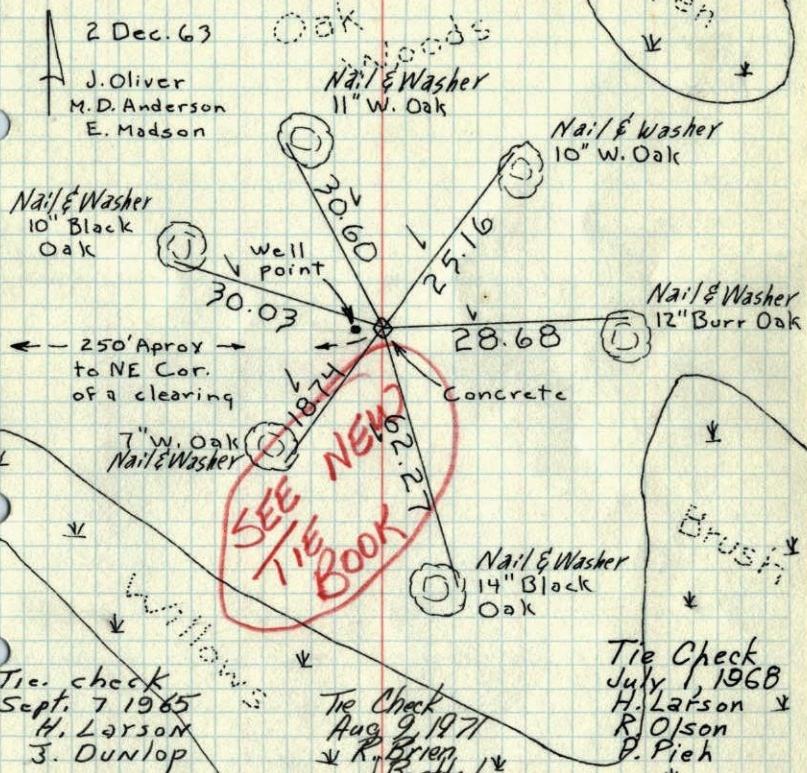 2 Dec. 63
J. Oliver
M. D. Anderson
E. Madson
Oak
Woods
Nail & Washer
11" W. Oak
Nail & Washer
10" W. Oak
Nail & Washer
10" Black
Oak
Well
point
30.60
25.16
30.03
Nail & Washer
12" Burr Oak
28.68
250' Aprox
to NE Cor.
of a clearing
Concrete
18.74
7" W. Oak
Nail & Washer
62.27
SEE NEW
TIE
BOOK
Nail & Washer
14" Black
Oak
Brush
Willows
Tie. check
Sept. 7 1965
H. Larson
J. Dunlop
Tie Check
Aug 9, 1971
R. Brien
Tie Check
July 1, 1968
H. Larson
R. Olson
P. Pieh